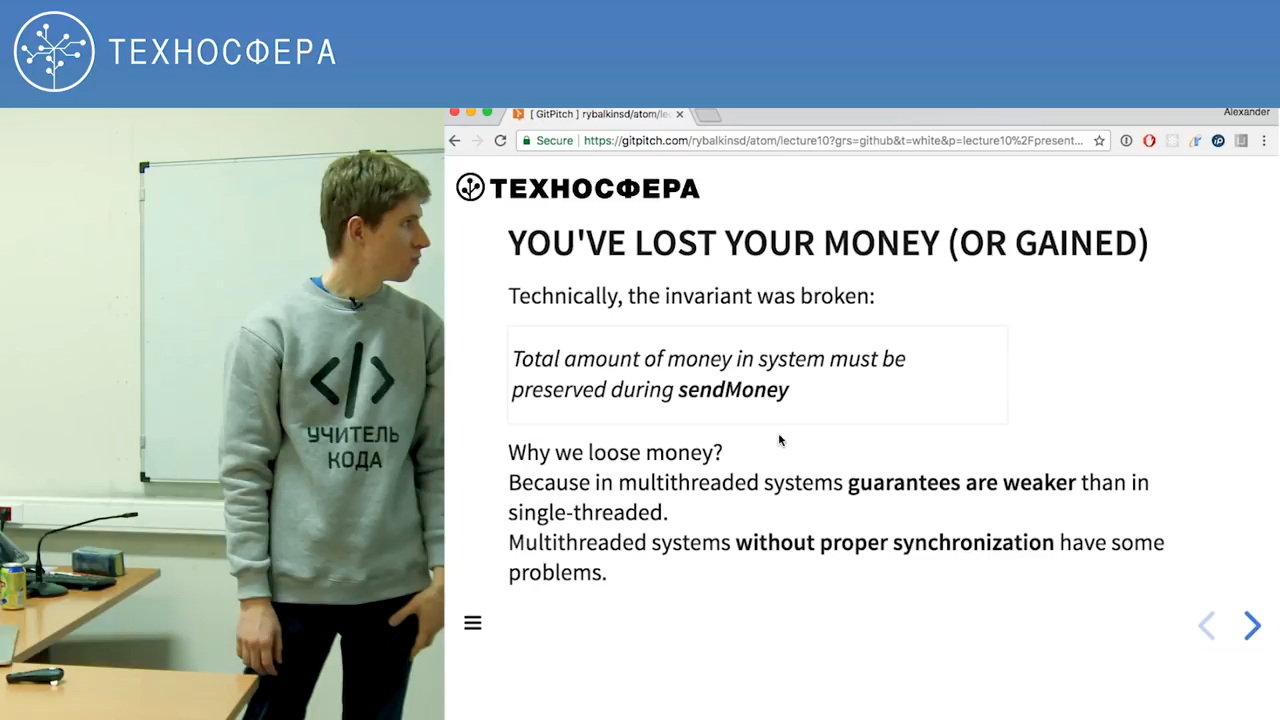 ТЕХНОСФЕРА
[ GitPitch ] rybalkinsd/atom/le
Alexander
Secure
https://gitpitch.com/rybalkinsd/atom/lecture10?grs=github&t=white&p=lecture10%2Fpresent...
ТЕХНОСФЕРА
YOU'VE LOST YOUR MONEY (OR GAINED)
Technically, the invariant was broken:
Total amount of money in system must be
preserved during sendMoney
Why we loose money?
Because in multithreaded systems guarantees are weaker than in
single-threaded.
Multithreaded systems without proper synchronization have some
problems.
</> 
УЧИТЕЛЬ
КОДА